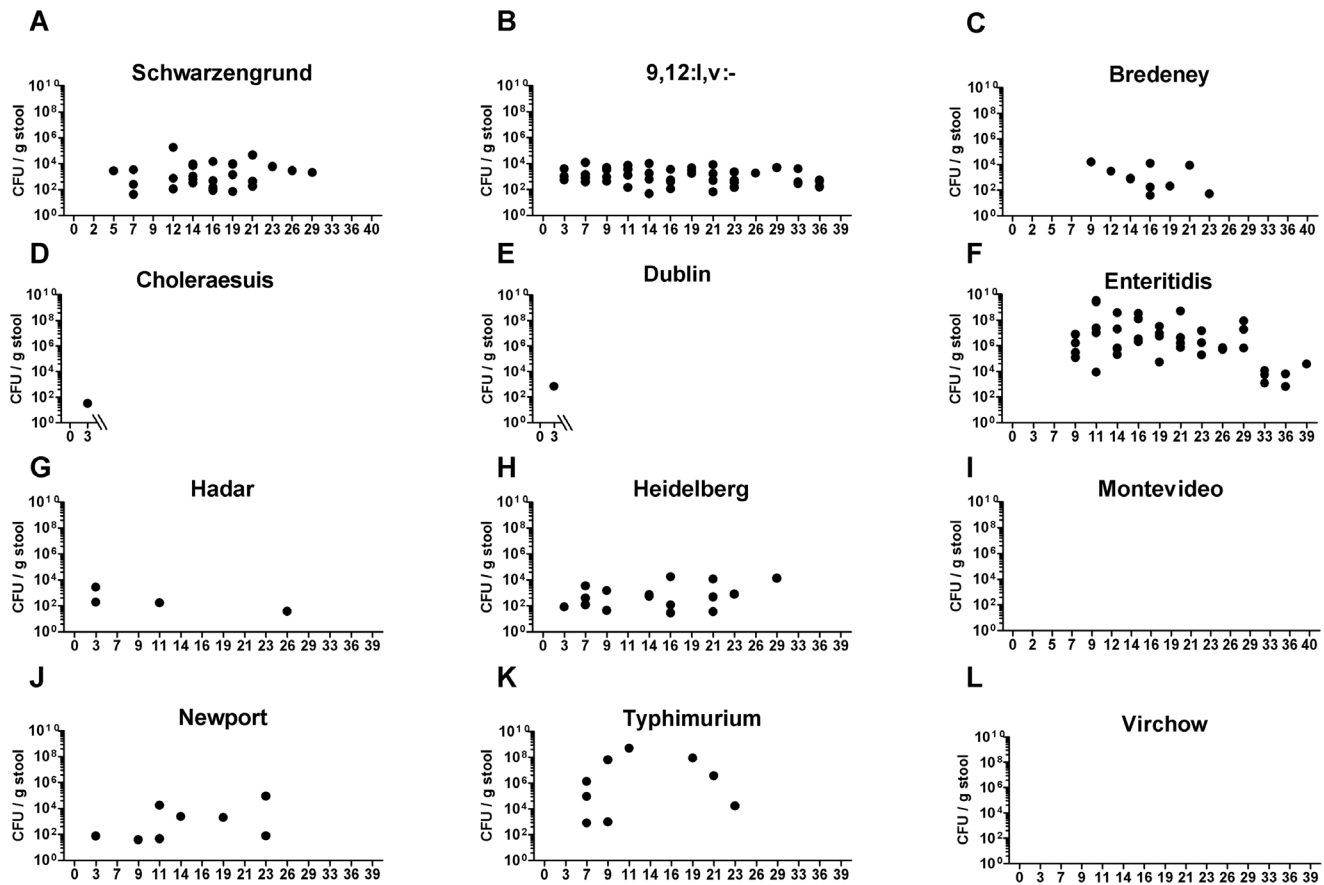 A
Schwarzengrund
CFU / g stool
10^10
10^8
10^6
10^4
10^2
10^0
0 2 5 7 9 12 14 16 19 21 23 26 29 33 36 40
B
9,12:l,v:-
CFU / g stool
10^10
10^8
10^6
10^4
10^2
10^0
0 3 6 7 9 11 14 16 19 21 23 26 29 33 36 39
C
Bredeney
CFU / g stool
10^10
10^8
10^6
10^4
10^2
10^0
0 2 5 7 9 12 14 16 19 21 23 26 29 33 36 40
D
Choleraesuis
CFU / g stool
10^10
10^8
10^6
10^4
10^2
10^0
0 3
E
Dublin
CFU / g stool
10^10
10^8
10^6
10^4
10^2
10^0
0 3
F
Enteritidis
CFU / g stool
10^10
10^8
10^6
10^4
10^2
10^0
0 3 7 9 11 14 16 19 21 23 26 29 33 36 39
G
Hadar
CFU / g stool
10^10
10^8
10^6
10^4
10^2
10^0
0 3 7 9 11 14 16 19 21 23 26 29 33 36 39
H
Heidelberg
CFU / g stool
10^10
10^8
10^6
10^4
10^2
10^0
0 3 7 9 11 14 16 19 21 23 26 29 33 36 39
I
Montevideo
CFU / g stool
10^10
10^8
10^6
10^4
10^2
10^0
0 2 5 7 9 12 14 16 19 21 23 26 29 33 36 40
J
Newport
CFU / g stool
10^10
10^8
10^6
10^4
10^2
10^0
0 3 7 9 11 14 16 19 21 23 26 29 33 36 39
K
Typhimurium
CFU / g stool
10^10
10^8
10^6
10^4
10^2
10^0
0 3 7 9 11 14 16 19 21 23 26 29 33 36 39
L
Virchow
CFU / g stool
10^10
10^8
10^6
10^4
10^2
10^0
0 3 7 9 11 14 16 19 21 23 26 29 33 36 39